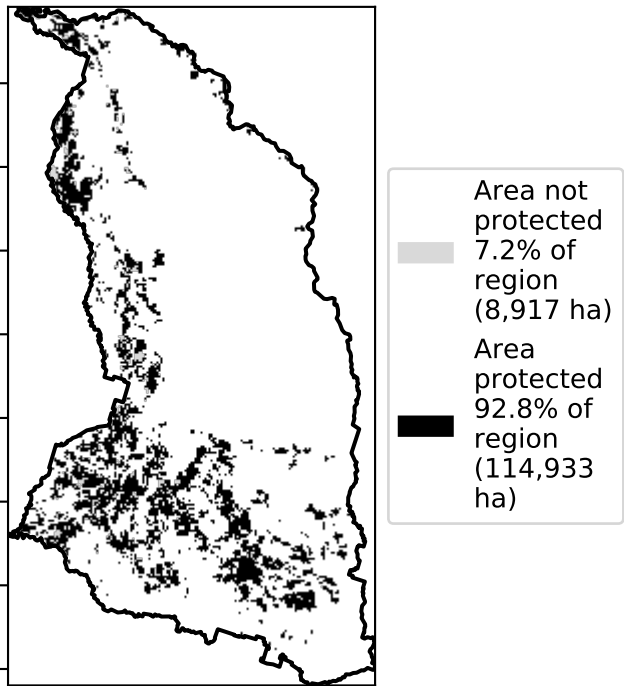 Area not
protected
7.2% of
region
(8,917 ha)
Area
protected
92.8% of
region
(114,933
ha)